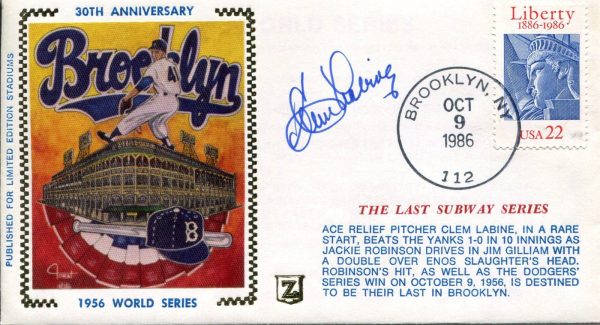 PUBLISHED FOR LIMITED EDITION STADIUMS
30TH ANNIVERSARY
Brooklyn
4
B
1956 WORLD SERIES
Clem Labine
BROOKLYN, NY
OCT
9
1986
112
Liberty
1886-1986
USA 22
THE LAST SUBWAY SERIES
ACE RELIEF PITCHER CLEM LABINE, IN A RARE
START, BEATS THE YANKS 1-0 IN 10 INNINGS AS
JACKIE ROBINSON DRIVES IN JIM GILLIAM WITH
A DOUBLE OVER ENOS SLAUGHTER'S HEAD.
ROBINSON'S HIT, AS WELL AS THE DODGERS'
SERIES WIN ON OCTOBER 9, 1956, IS DESTINED
TO BE THEIR LAST IN BROOKLYN.
Z